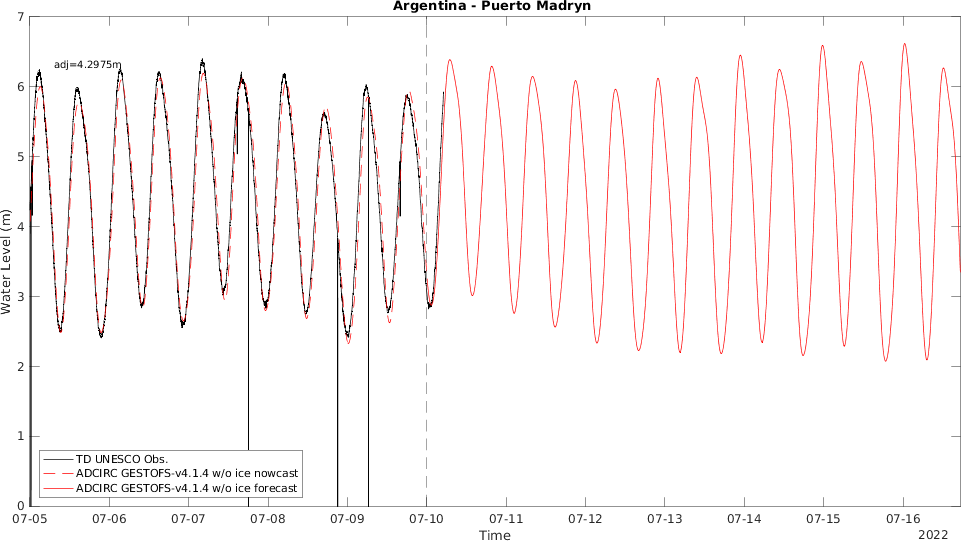 Argentina - Puerto Madryn
7
6
5
4
3
2
1
0
Water Level (m)
adj=4.2975m
TD UNESCO Obs.
ADCIRC GESTOFS-v4.1.4 w/o ice nowcast
ADCIRC GESTOFS-v4.1.4 w/o ice forecast
07-05 07-06 07-07 07-08 07-09 07-10 07-11 07-12 07-13 07-14 07-15 07-16
Time
2022